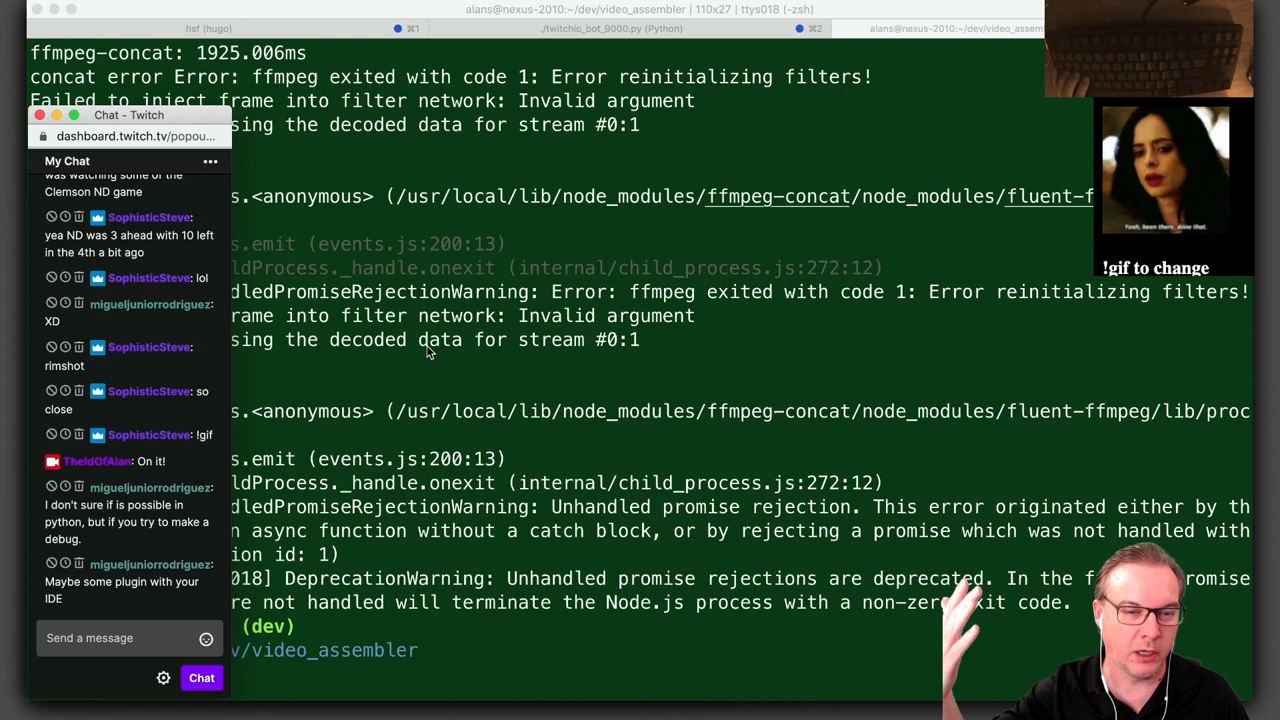 alans@nexus-2010:~/dev/video_assembler | 110x27 | ttys018 (-zsh)
hsf (hugo)
⌘1
./twitchio_bot_9000.py (Python)
⌘2
alans@nexus-2010:~/dev/video_assem
ffmpeg-concat: 1925.006ms
concat error Error: ffmpeg exited with code 1: Error reinitializing filters!
Failed to inject frame into filter network: Invalid argument
sing the decoded data for stream #0:1
s.<anonymous> (/usr/local/lib/node_modules/ffmpeg-concat/node_modules/fluent-f
s.emit (events.js:200:13)
ldProcess._handle.onexit (internal/child_process.js:272:12)
dledPromiseRejectionWarning: Error: ffmpeg exited with code 1: Error reinitializing filters!
rame into filter network: Invalid argument
sing the decoded data for stream #0:1
s.<anonymous> (/usr/local/lib/node_modules/ffmpeg-concat/node_modules/fluent-ffmpeg/lib/proc
s.emit (events.js:200:13)
ldProcess._handle.onexit (internal/child_process.js:272:12)
dledPromiseRejectionWarning: Unhandled promise rejection. This error originated either by th
n async function without a catch block, or by rejecting a promise which was not handled with
ion id: 1)
018] DeprecationWarning: Unhandled promise rejections are deprecated. In the f romise
re not handled will terminate the Node.js process with a non-zero exit code.
(dev)
v/video_assembler
Chat - Twitch
dashboard.twitch.tv/popou...
My Chat
was watching some of the
Clemson ND game
SophisticSteve:
yea ND was 3 ahead with 10 left
in the 4th a bit ago
SophisticSteve: lol
migueljuniorrodriguez:
XD
SophisticSteve:
rimshot
SophisticSteve: so
close
SophisticSteve: !gif
TheIdOfAlan: On it!
migueljuniorrodriguez:
I don't sure if is possible in
python, but if you try to make a
debug.
migueljuniorrodriguez:
Maybe some plugin with your
IDE
Send a message
Chat
Yeah, been there, done that.
!gif to change